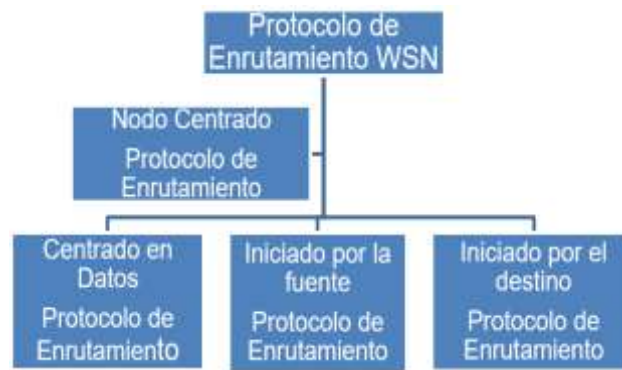 Protocolo de
Enrutamiento WSN
Nodo Centrado
Protocolo de
Enrutamiento
Centrado en
Datos
Protocolo de
Enrutamiento
Iniciado por la
fuente
Protocolo de
Enrutamiento
Iniciado por el
destino
Protocolo de
Enrutamiento